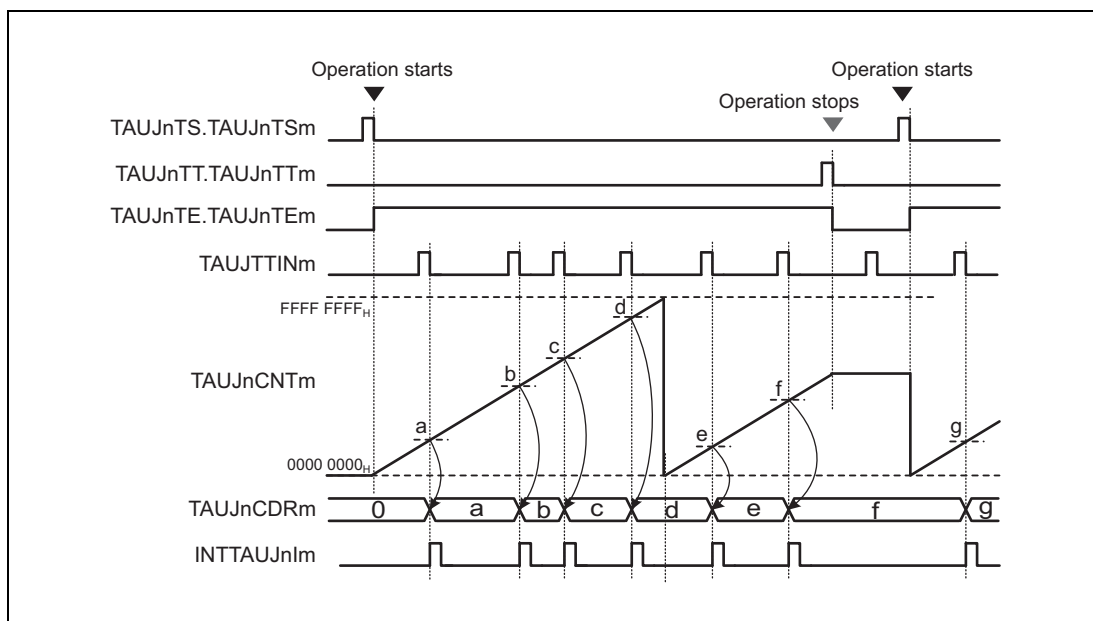 Operation starts
Operation starts
Operation stops
TAUJnTS.TAUJnTSm
TAUJnTT.TAUJnTTm
TAUJnTE.TAUJnTEm
TAUJTTINm
FFFF FFFFH
d
c
TAUJnCNTm
b
f
a
e
g
0000 0000H
TAUJnCDRm 0 a b c d e f g
INTTAUJnIm